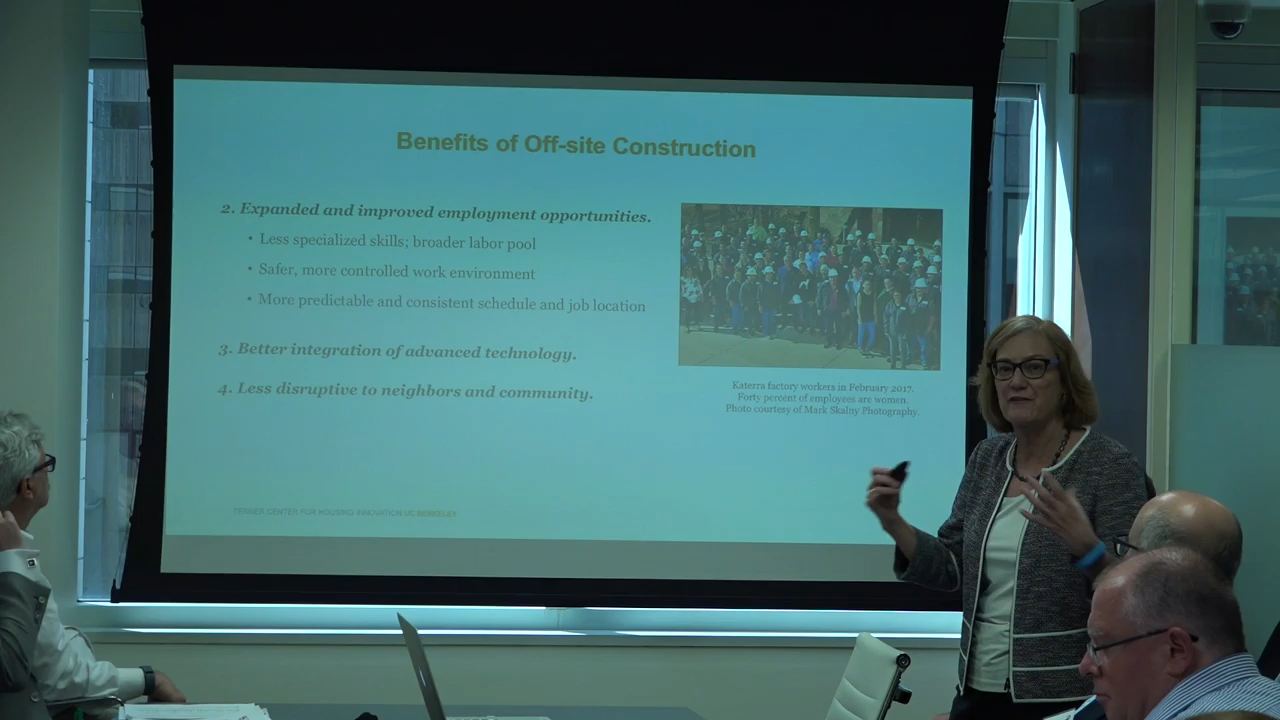 Benefits of Off-site Construction
2. Expanded and improved employment opportunities.
• Less specialized skills; broader labor pool
• Safer, more controlled work environment
• More predictable and consistent schedule and job location
3. Better integration of advanced technology.
4. Less disruptive to neighbors and community.
Katerra factory workers in February 2017.
Forty percent of employees are women.
Photo courtesy of Mark Skalny Photography.
TERNER CENTER FOR HOUSING INNOVATION UC BERKELEY